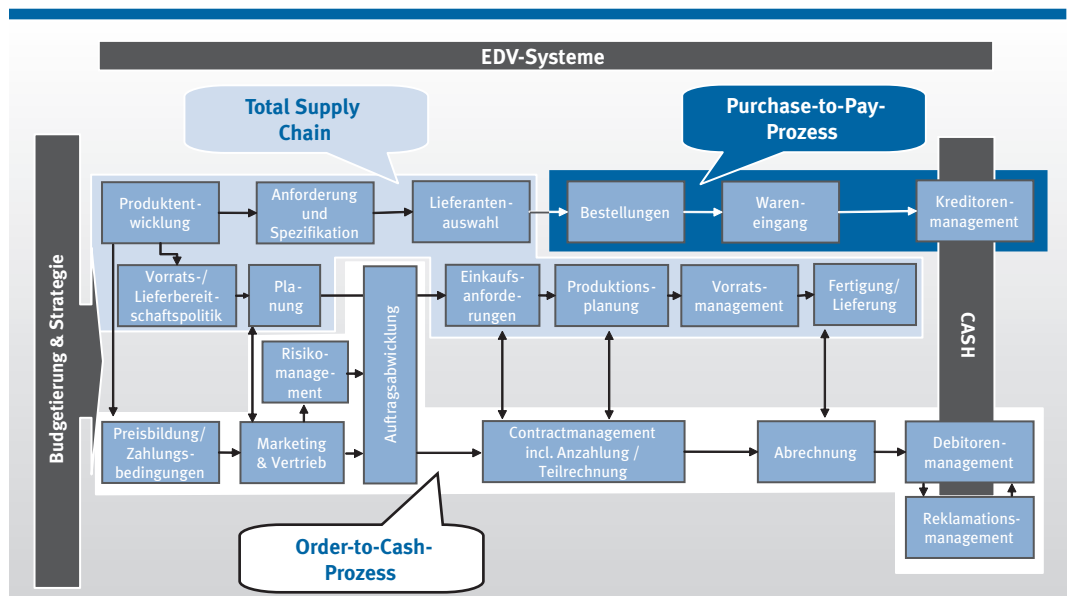 EDV-Systeme
Total Supply
Chain
Purchase-to-Pay-
Prozess
Budgetierung & Strategie
Produktent-
wicklung
Anforderung
und
Spezifikation
Lieferanten-
auswahl
Bestellungen
Waren-
eingang
Kreditoren-
management
Vorrats-/
Lieferbereit-
schaftspolitik
Pla-
nung
Auftragsabwicklung
Einkaufs-
anforde-
rungen
Produktions-
planung
Vorrats-
management
Fertigung/
Lieferung
CASH
Risiko-
manage-
ment
Preisbildung/
Zahlungs-
bedingungen
Marketing
& Vertrieb
Contractmanagement
incl. Anzahlung /
Teilrechnung
Abrechnung
Debitoren-
management
Reklamations-
management
Order-to-Cash-
Prozess